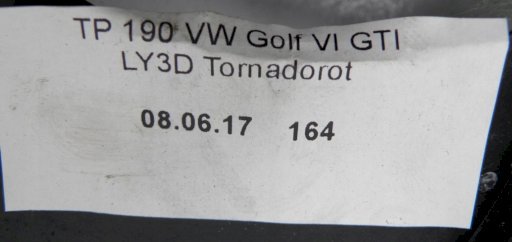 TP 190 VW Golf VI GTI
LY3D Tornadorot
08.06.17 164